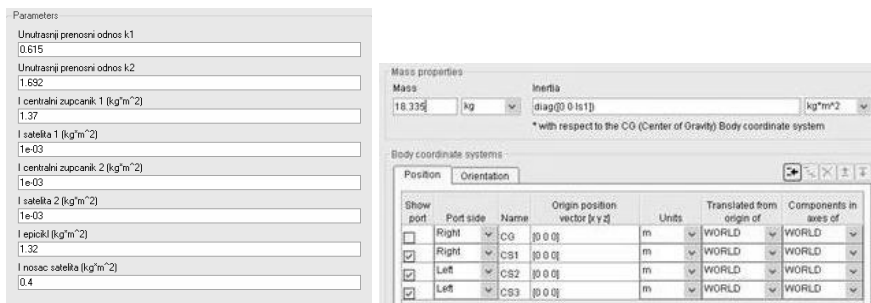 Parameters
Unutrasnji prenosni odnos k1
0.615
Unutrasnji prenosni odnos k2
1.692
I centralni zupcanik 1 (kg*m^2)
1.37
I satelita 1 (kg*m^2)
1e-03
I centralni zupcanik 2 (kg*m^2)
1e-03
I satelita 2 (kg*m^2)
1e-03
I epicikl (kg*m^2)
1.32
I nosac satelita (kg*m^2)
0.4
Mass properties
Mass Inertia
18.335 kg diag([0 0 Is1]) kg*m^2
* with respect to the CG (Center of Gravity) Body coordinate system
Body coordinate systems
Position Orientation
Show port Port side Name Origin position vector [x y z] Units Translated from origin of Components in axes of
Right CG [0 0 0] m WORLD WORLD
Right CS1 [0 0 0] m WORLD WORLD
Left CS2 [0 0 0] m WORLD WORLD
Left CS3 [0 0 0] m WORLD WORLD